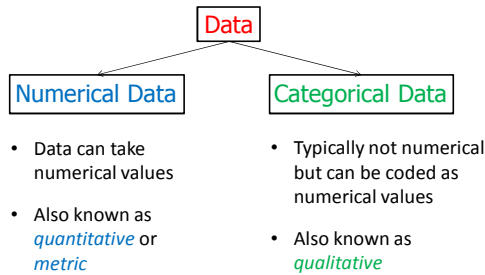 Data
Numerical Data
Categorical Data
• Data can take
numerical values
• Also known as
quantitative or
metric
• Typically not numerical
but can be coded as
numerical values
• Also known as
qualitative